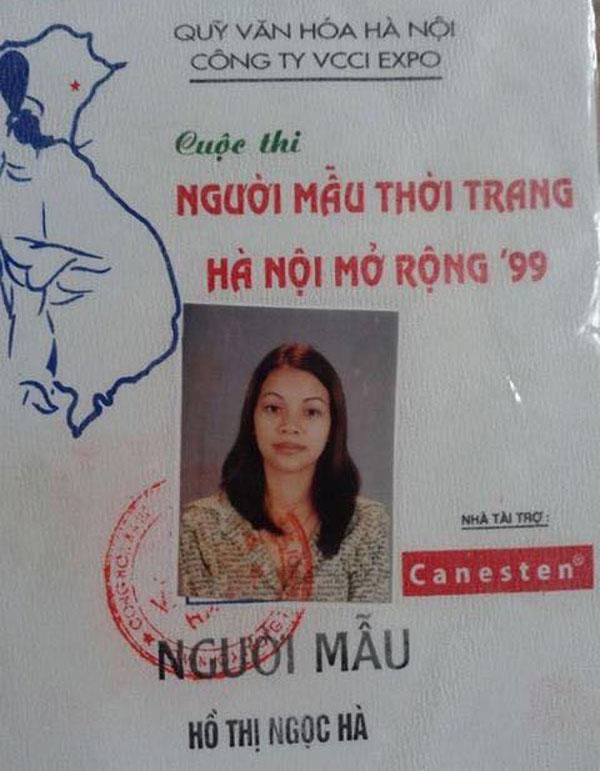 QUỸ VĂN HÓA HÀ NỘI
CÔNG TY VCCI EXPO
Cuộc thi
NGƯỜI MẪU THỜI TRANG
HÀ NỘI MỞ RỘNG '99
NHÀ TÀI TRỢ :
Canesten®
NGƯỜI MẪU
HỒ THỊ NGỌC HÀ